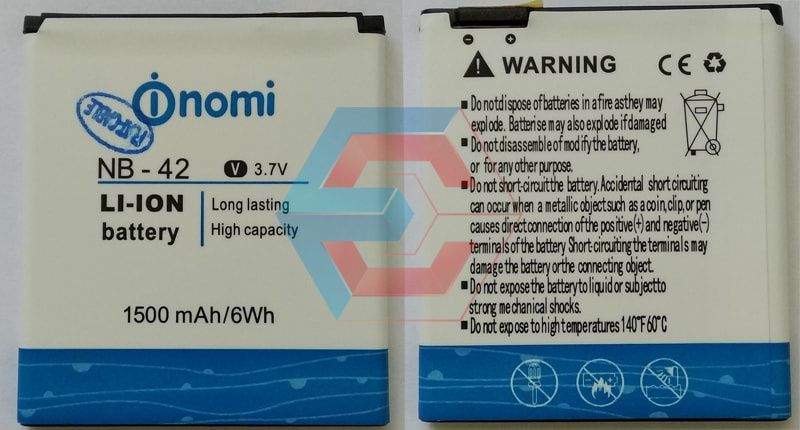 inomi
NB - 42 V 3.7V
LI-ION
battery
Long lasting
High capacity
1500 mAh/6Wh
- +
WARNING CE
Do not dispose of batteries in a fire as they may
explode. Batterise may also explode if damaged
Do not disassemble of modify the battery,
or for any other purpose.
Do not short-circuit the battery. Accidental short circuiting
can occur when a metallic object such as a coin, clip, or pen
causes direct connection of the positive(+) and negative(-)
terminals of the battery Short-circuiting the terminals may
damage the battery or the connecting object.
Do not expose the battery to liquid or subject to
strong mechanical shocks.
Do not expose to high temperatures 140°F 60°C